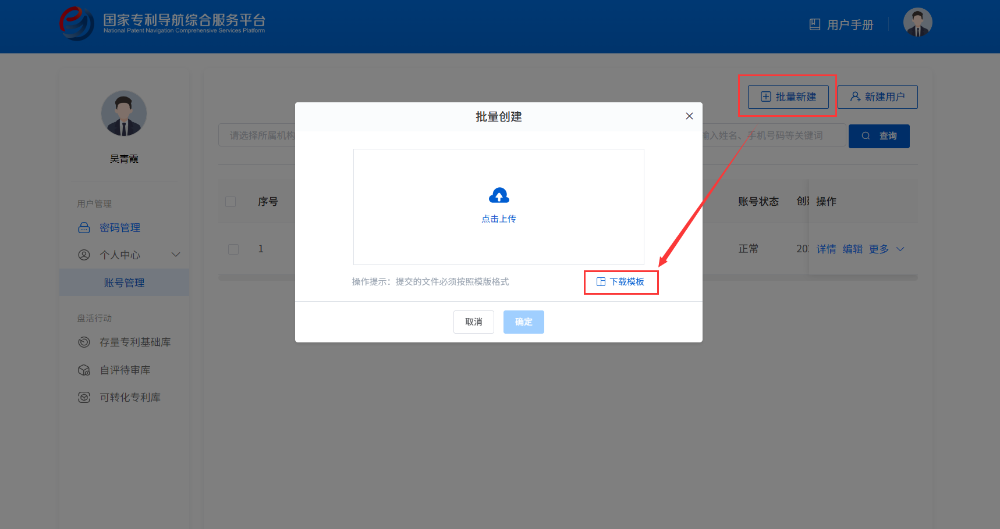 国家专利导航综合服务平台
National Patent Navigation Comprehensive Services Platform
用户手册
吴青霞
用户管理
密码管理
个人中心
账号管理
盘活行动
存量专利基础库
自评待审库
可转化专利库
批量新建
新建用户
请选择所属机构
输入姓名、手机号码等关键词
查询
序号
账号状态
创建
操作
1
正常
202
详情 编辑 更多
批量创建
点击上传
操作提示：提交的文件必须按照模版格式
下载模板
取消
确定